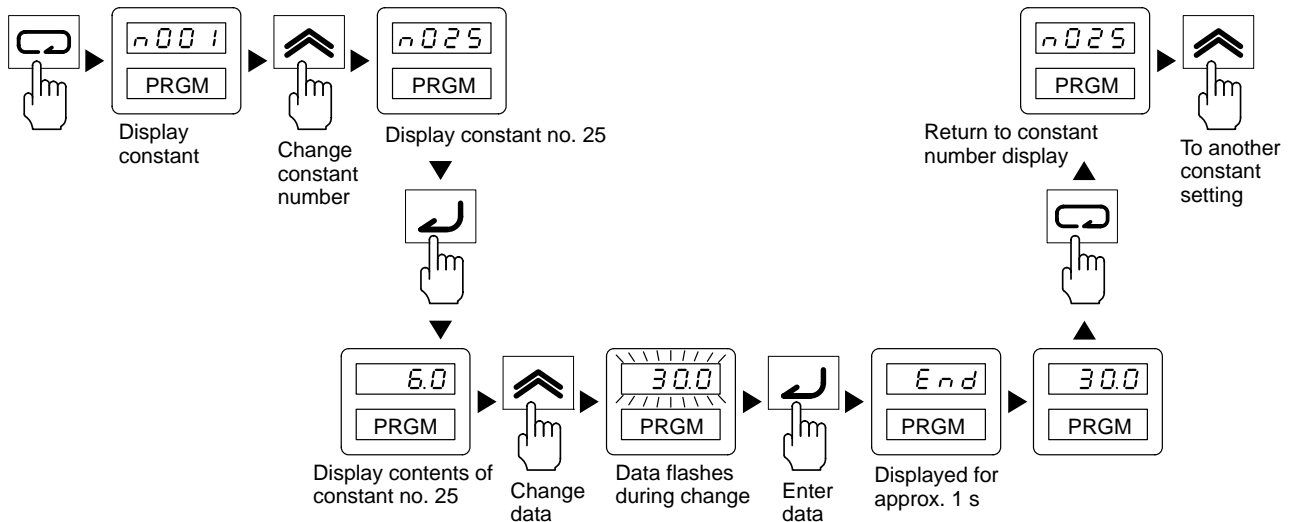 n001
PRGM
Display
constant
Change
constant
number
n025
PRGM
Display constant no. 25
6.0
PRGM
Display contents of
constant no. 25
Change
data
30.0
PRGM
Data flashes
during change
Enter
data
End
PRGM
Displayed for
approx. 1 s
30.0
PRGM
n025
PRGM
Return to constant
number display
To another
constant
setting